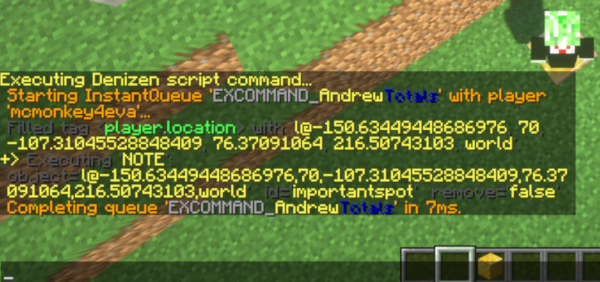 Executing Denizen script command...
Starting InstantQueue 'EXCOMMAND_AndrewTotals' with player
'mcmonkey4eva'...
Filled tag <player.location> with 'l@-150.63449448686976, 70
,-107.31045528848409, 76.37091064, 216.50743103, world'.
+> Executing 'NOTE':
object='l@-150.63449448686976,70,-107.31045528848409,76.37
091064,216.50743103,world' id='importantspot' remove='false'
Completing queue 'EXCOMMAND_AndrewTotals' in 7ms.
_